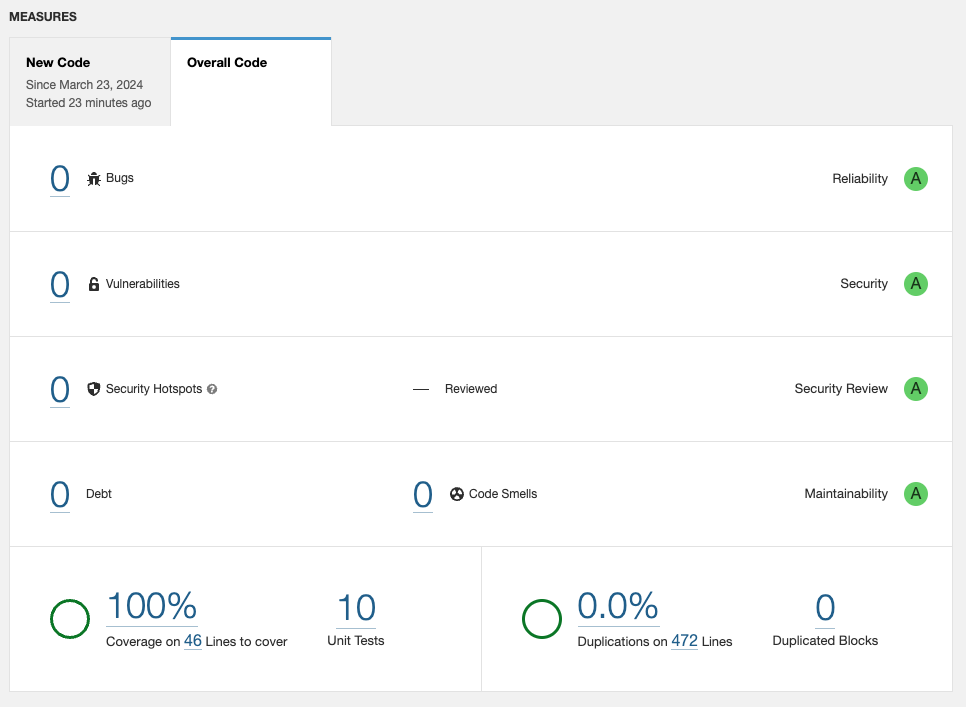 MEASURES
New Code
Since March 23, 2024
Started 23 minutes ago
Overall Code
0 Bugs Reliability A
0 Vulnerabilities Security A
0 Security Hotspots ? — Reviewed Security Review A
0 Debt 0 Code Smells Maintainability A
100%
Coverage on 46 Lines to cover
10
Unit Tests
0.0%
Duplications on 472 Lines
0
Duplicated Blocks